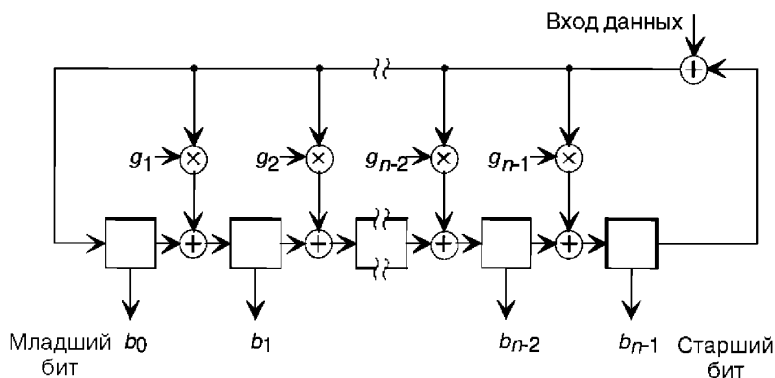 Вход данных
g1 g2 gn-2 gn-1
b0 b1 bn-2 bn-1
Младший бит
Старший бит